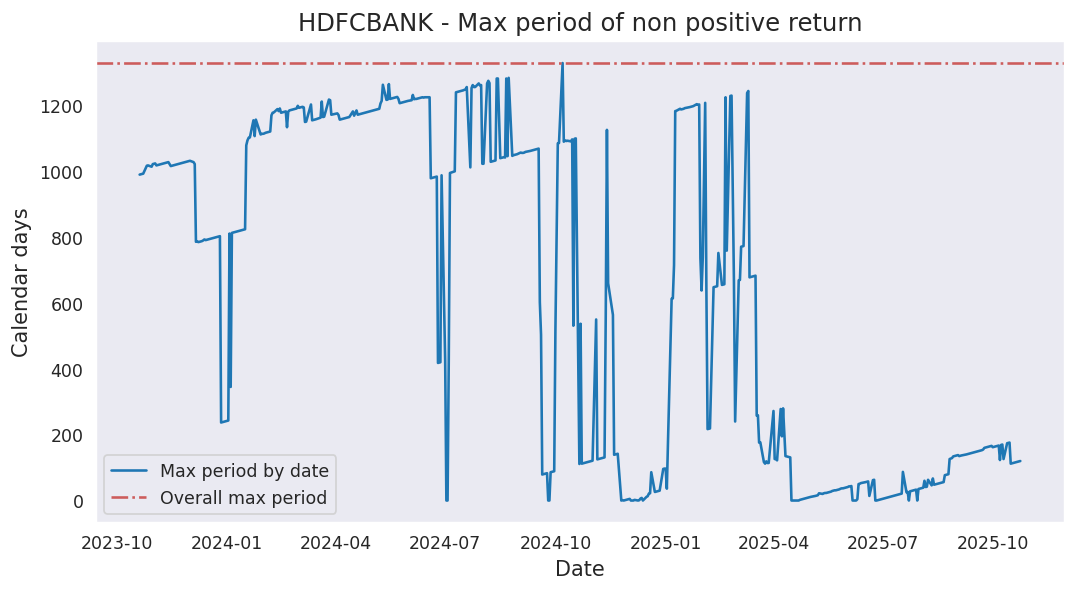 HDFCBANK - Max period of non positive return
Calendar days
1200
1000
800
600
400
200
0
Max period by date
Overall max period
2023-10 2024-01 2024-04 2024-07 2024-10 2025-01 2025-04 2025-07 2025-10
Date